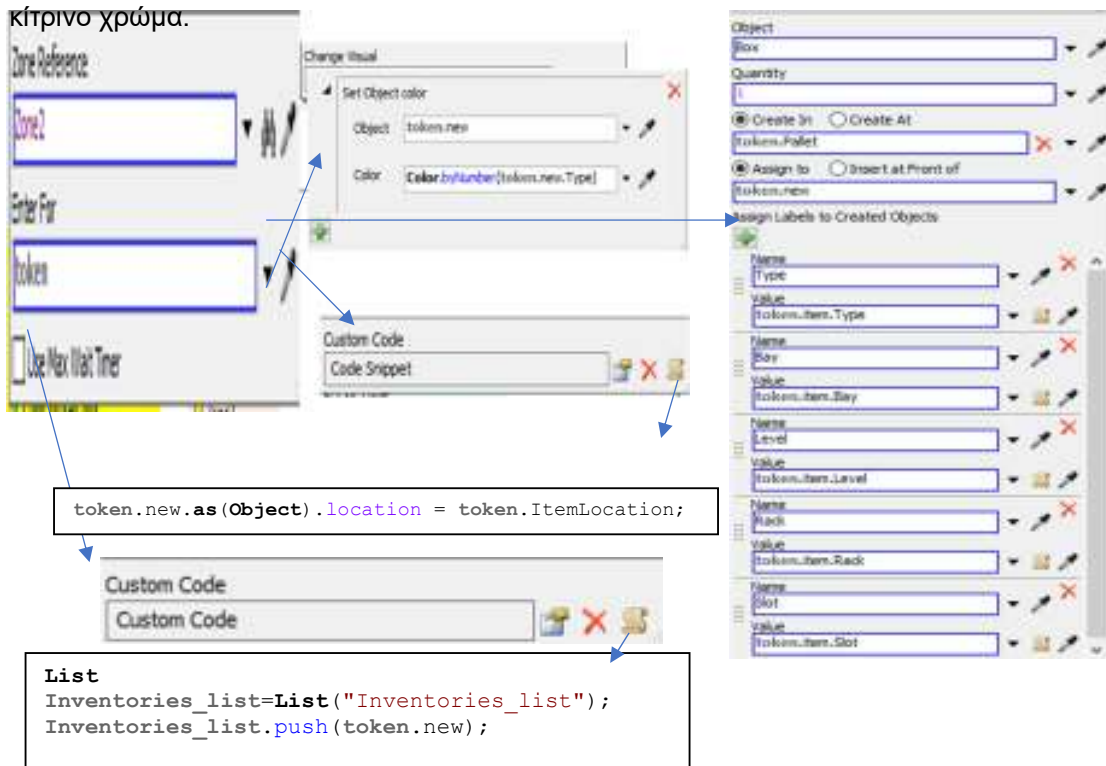 κίτρινο χρώμα.
Zone Reference
Zone2
Enter For
token
Use Max Wait Timer
Change Visual
Set Object color
Object token.new
Color Color.byNumber(token.new.Type)
Custom Code
Code Snippet
token.new.as(Object).location = token.ItemLocation;
Custom Code
Custom Code
List
Inventories_list=List("Inventories_list");
Inventories_list.push(token.new);
Object
Box
Quantity
1
Create In Create At
token.Pallet
Assign to Insert at Front of
token.new
Assign Labels to Created Objects
Name
Type
Value
token.item.Type
Name
Bay
Value
token.item.Bay
Name
Level
Value
token.item.Level
Name
Rack
Value
token.item.Rack
Name
Slot
Value
token.item.Slot